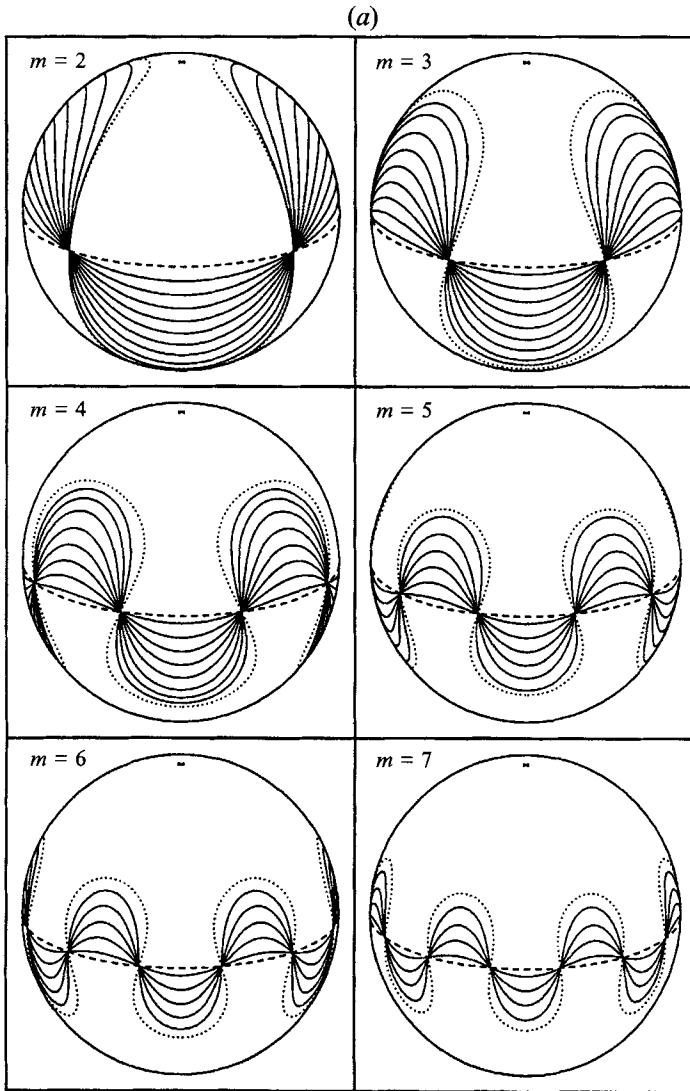 (a)
m = 2
m = 3
m = 4
m = 5
m = 6
m = 7